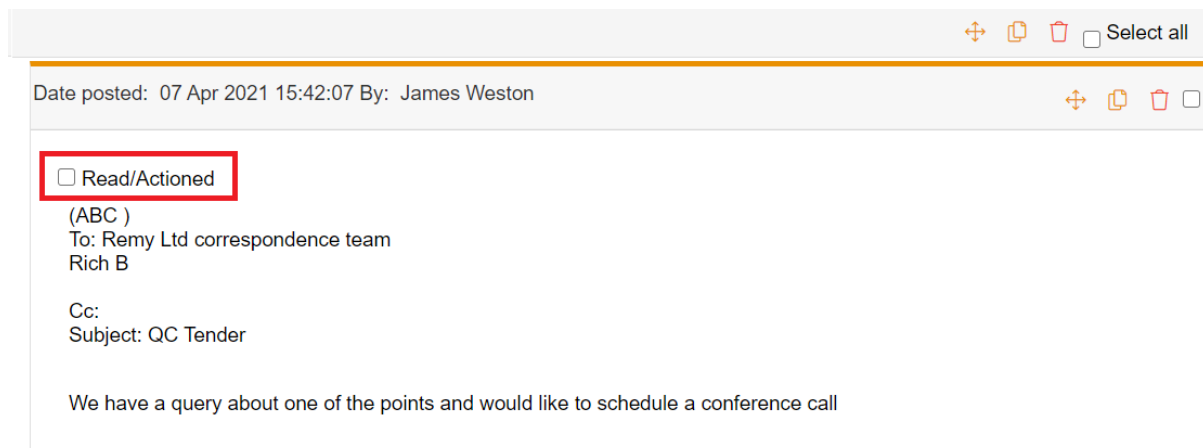 Select all
Date posted: 07 Apr 2021 15:42:07 By: James Weston
Read/Actioned
(ABC )
To: Remy Ltd correspondence team
Rich B
Cc:
Subject: QC Tender
We have a query about one of the points and would like to schedule a conference call